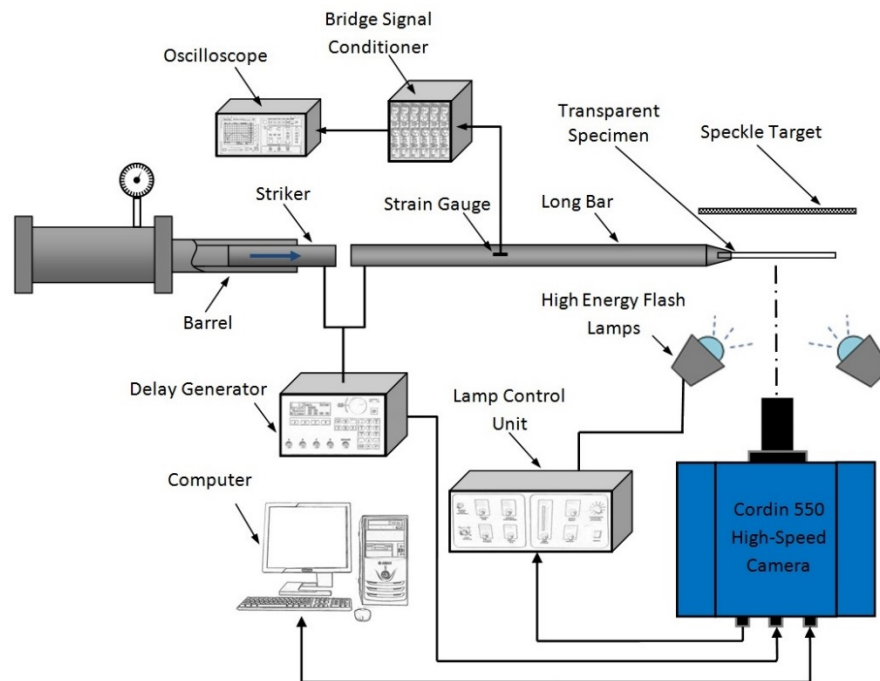 Bridge Signal
Conditioner
Oscilloscope
Transparent
Specimen
Speckle Target
Striker
Strain Gauge
Long Bar
Barrel
High Energy Flash
Lamps
Delay Generator
Lamp Control
Unit
Computer
Cordin 550
High-Speed
Camera